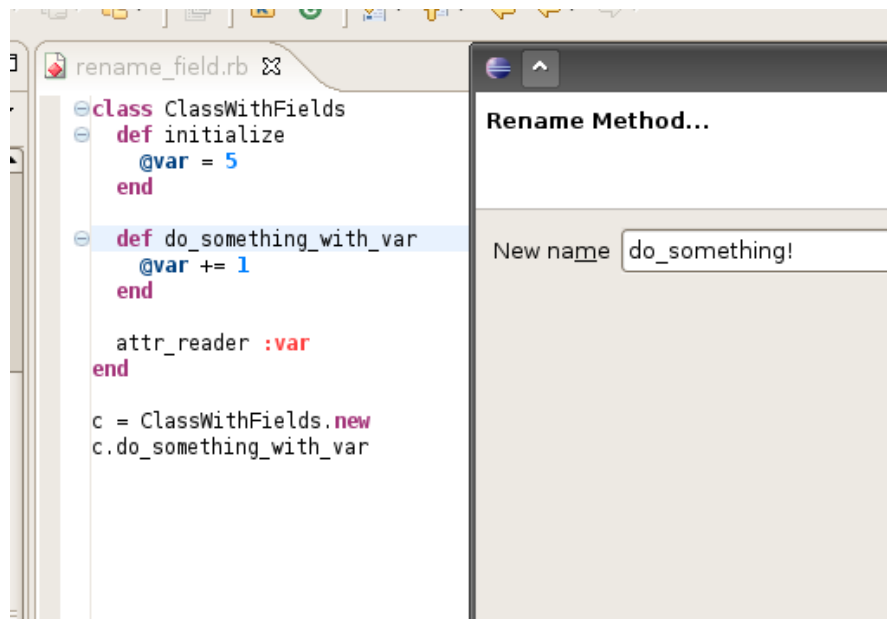 rename_field.rb
class ClassWithFields
def initialize
@var = 5
end
def do_something_with_var
@var += 1
end
attr_reader :var
end
c = ClassWithFields.new
c.do_something_with_var
Rename Method...
New name do_something!